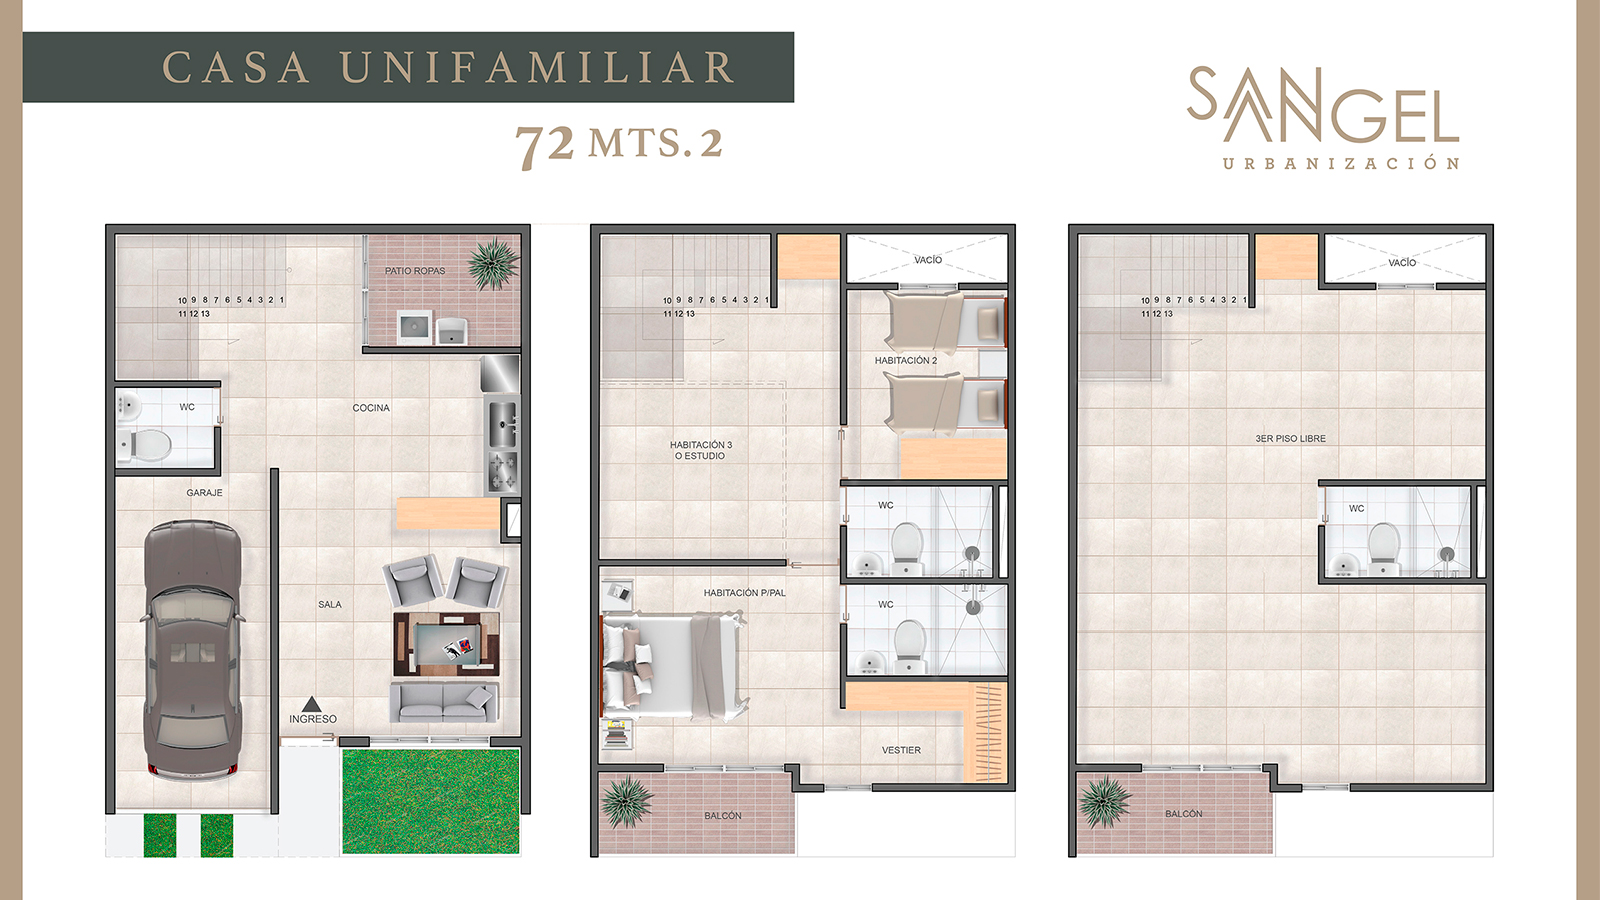 CASA UNIFAMILIAR
72 MTS. 2
SANGEL
URBANIZACIÓN
PATIO ROPAS
10 9 8 7 6 5 4 3 2 1
11 12 13
WC
COCINA
GARAJE
SALA
INGRESO
VACÍO
10 9 8 7 6 5 4 3 2 1
11 12 13
HABITACIÓN 2
HABITACIÓN 3
O ESTUDIO
WC
HABITACIÓN P/PAL
WC
VESTIER
BALCÓN
VACÍO
10 9 8 7 6 5 4 3 2 1
11 12 13
3ER PISO LIBRE
WC
BALCÓN